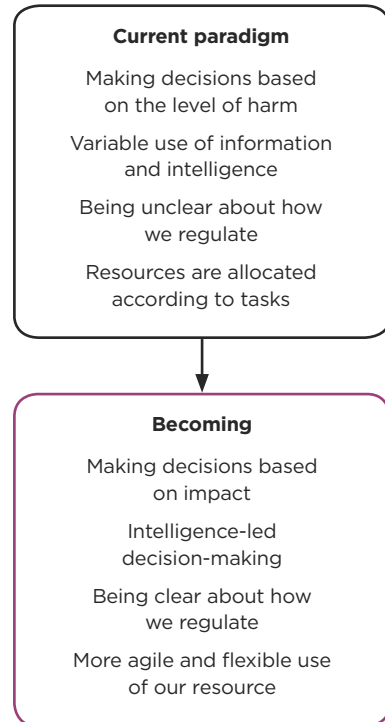 Current paradigm
Making decisions based
on the level of harm
Variable use of information
and intelligence
Being unclear about how
we regulate
Resources are allocated
according to tasks
Becoming
Making decisions based
on impact
Intelligence-led
decision-making
Being clear about how
we regulate
More agile and flexible use
of our resource